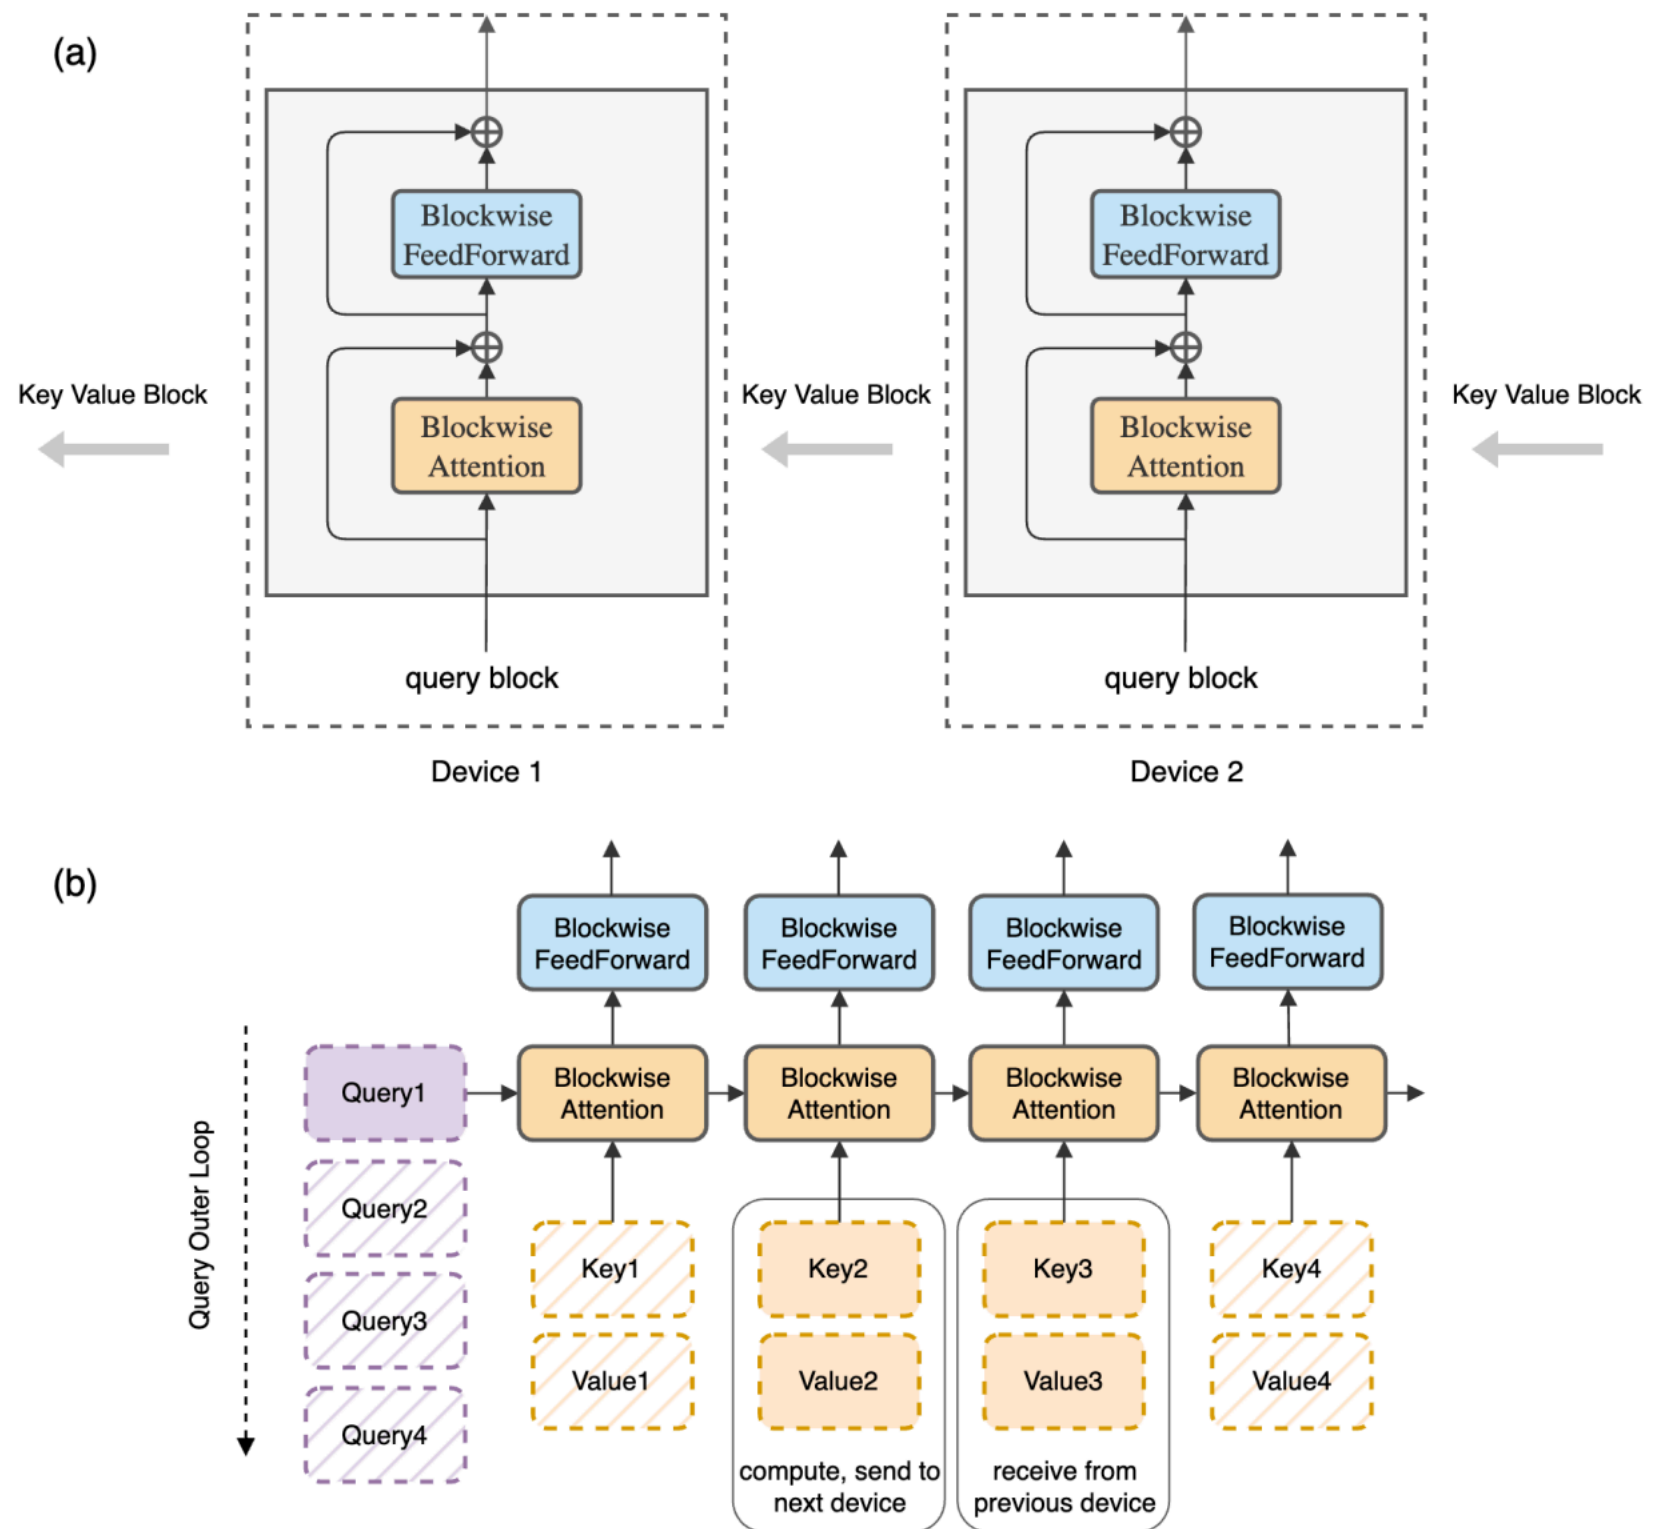 (a)
Blockwise
FeedForward
Blockwise
FeedForward
Key Value Block
Key Value Block
Key Value Block
Blockwise
Attention
Blockwise
Attention
query block
query block
Device 1
Device 2
(b)
Blockwise
FeedForward
Blockwise
FeedForward
Blockwise
FeedForward
Blockwise
FeedForward
Query Outer Loop
Query1
Blockwise
Attention
Blockwise
Attention
Blockwise
Attention
Blockwise
Attention
Query2
Query3
Query4
Key1
Key2
Key3
Key4
Value1
Value2
Value3
Value4
compute, send to
next device
receive from
previous device